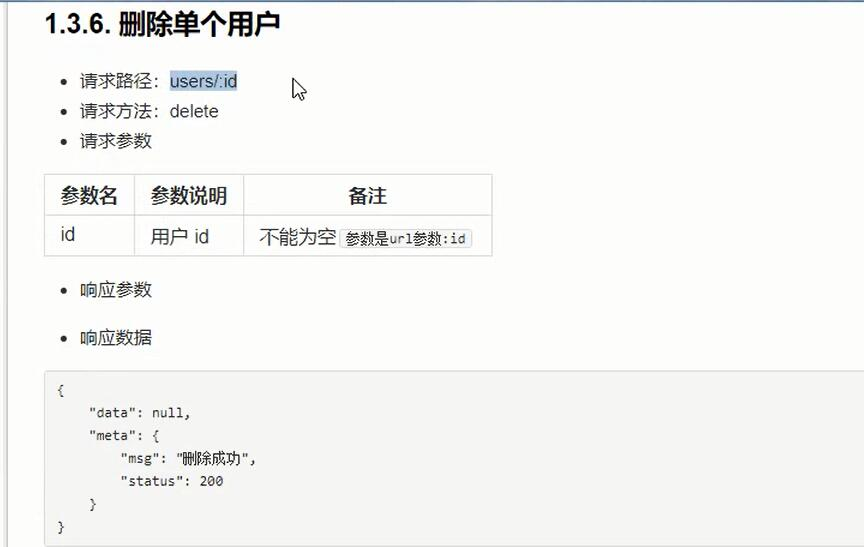 1.3.6. 删除单个用户
请求路径：users/:id
请求方法：delete
请求参数
参数名 参数说明 备注
id 用户 id 不能为空 参数是url参数:id
响应参数
响应数据
{
"data": null,
"meta": {
"msg": "删除成功",
"status": 200
}
}